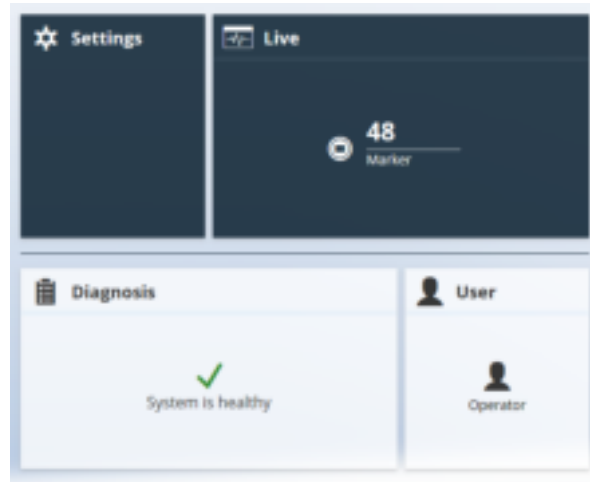 Settings
Live
48
Marker
Diagnosis
User
System is healthy
Operator